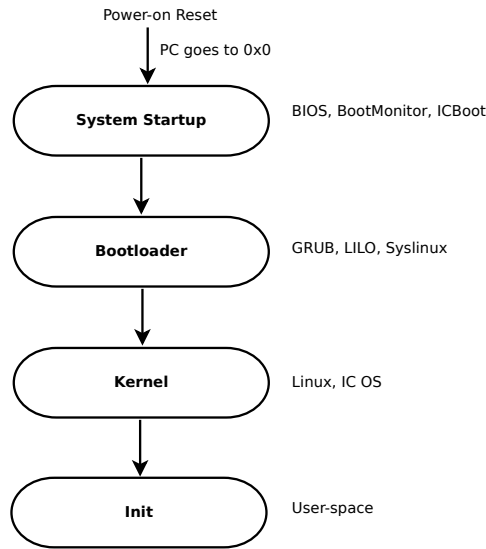 Power-on Reset
PC goes to 0x0
System Startup
BIOS, BootMonitor, ICBoot
Bootloader
GRUB, LILO, Syslinux
Kernel
Linux, IC OS
Init
User-space